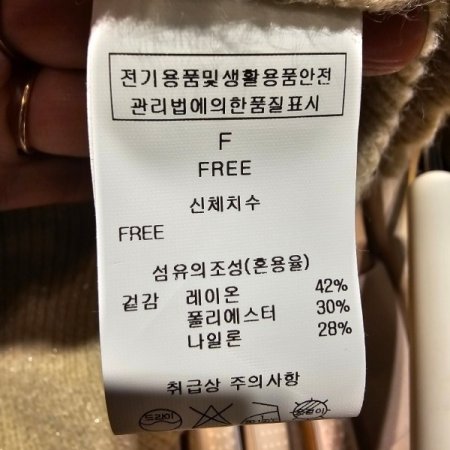 전기용품및생활용품안전
관리법에의한품질표시
F
FREE
신체치수
FREE
섬유의조성(혼용율)
겉감 레이온 42%
폴리에스터 30%
나일론 28%
취급상 주의사항
드라이